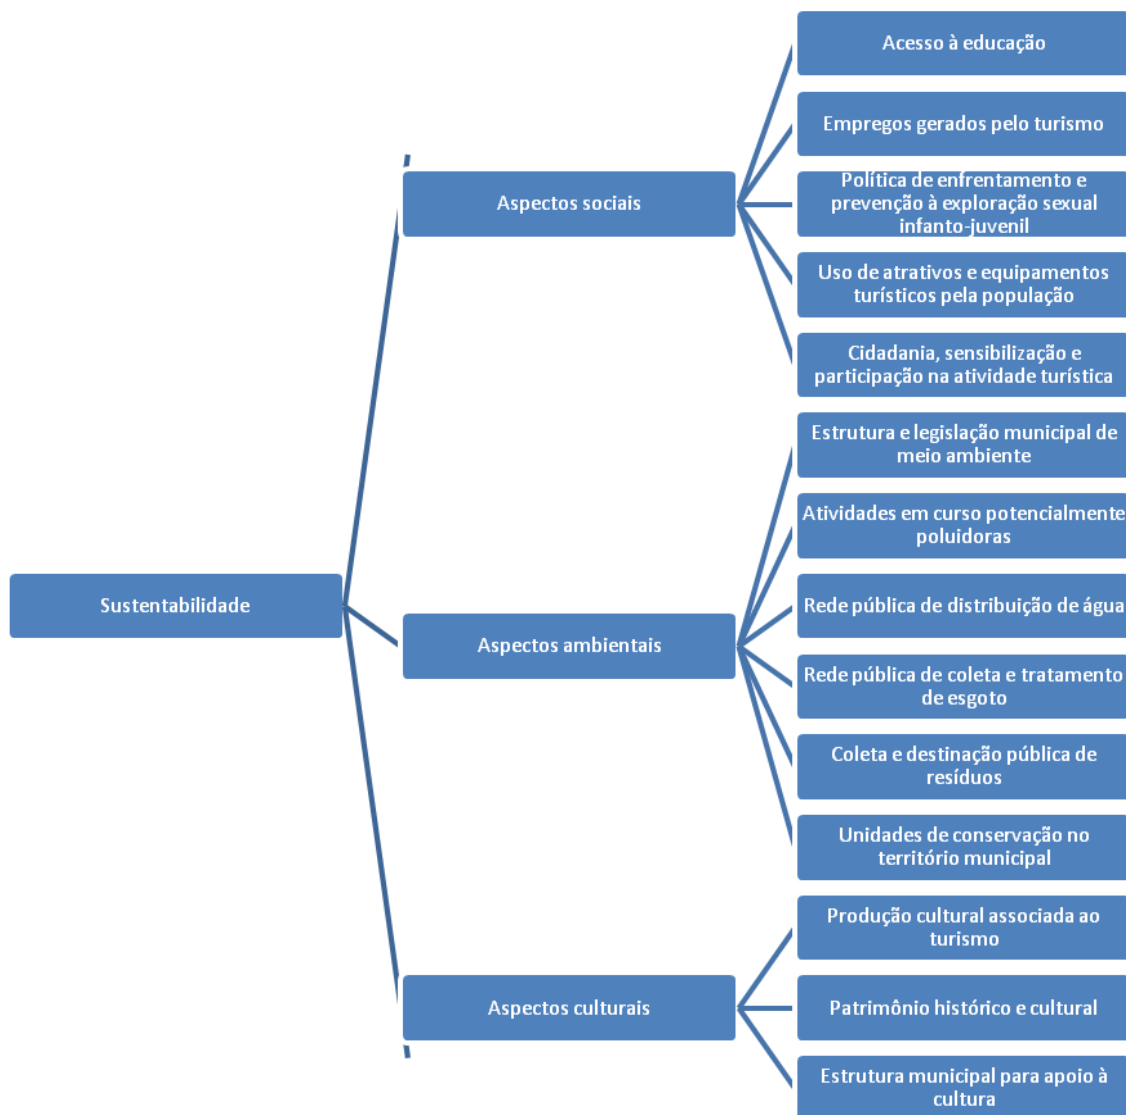 Sustentabilidade
Aspectos sociais
Acesso à educação
Empregos gerados pelo turismo
Política de enfrentamento e
prevenção à exploração sexual
infanto-juvenil
Uso de atrativos e equipamentos
turísticos pela população
Cidadania, sensibilização e
participação na atividade turística
Aspectos ambientais
Estrutura e legislação municipal de
meio ambiente
Atividades em curso potencialmente
poluidoras
Rede pública de distribuição de água
Rede pública de coleta e tratamento
de esgoto
Coleta e destinação pública de
resíduos
Unidades de conservação no
território municipal
Aspectos culturais
Produção cultural associada ao
turismo
Patrimônio histórico e cultural
Estrutura municipal para apoio à
cultura